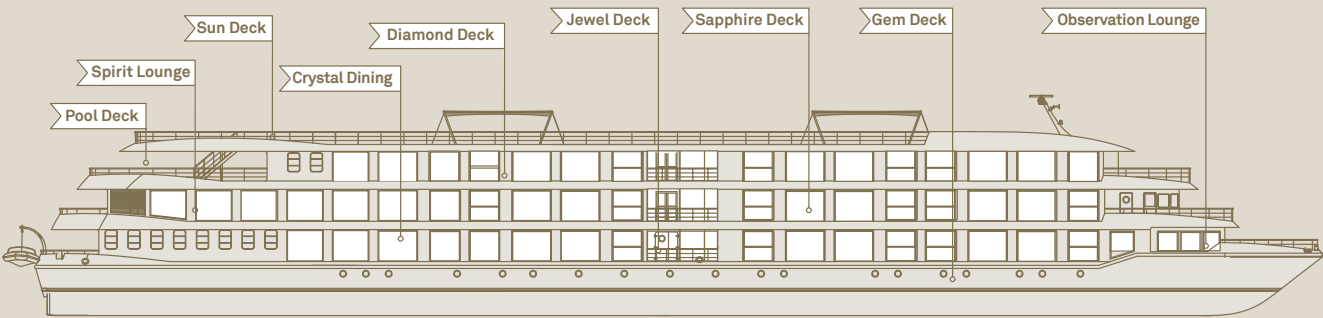 Jewel Deck
Sapphire Deck
Gem Deck
Observation Lounge
Sun Deck
Diamond Deck
Spirit Lounge
Crystal Dining
Pool Deck